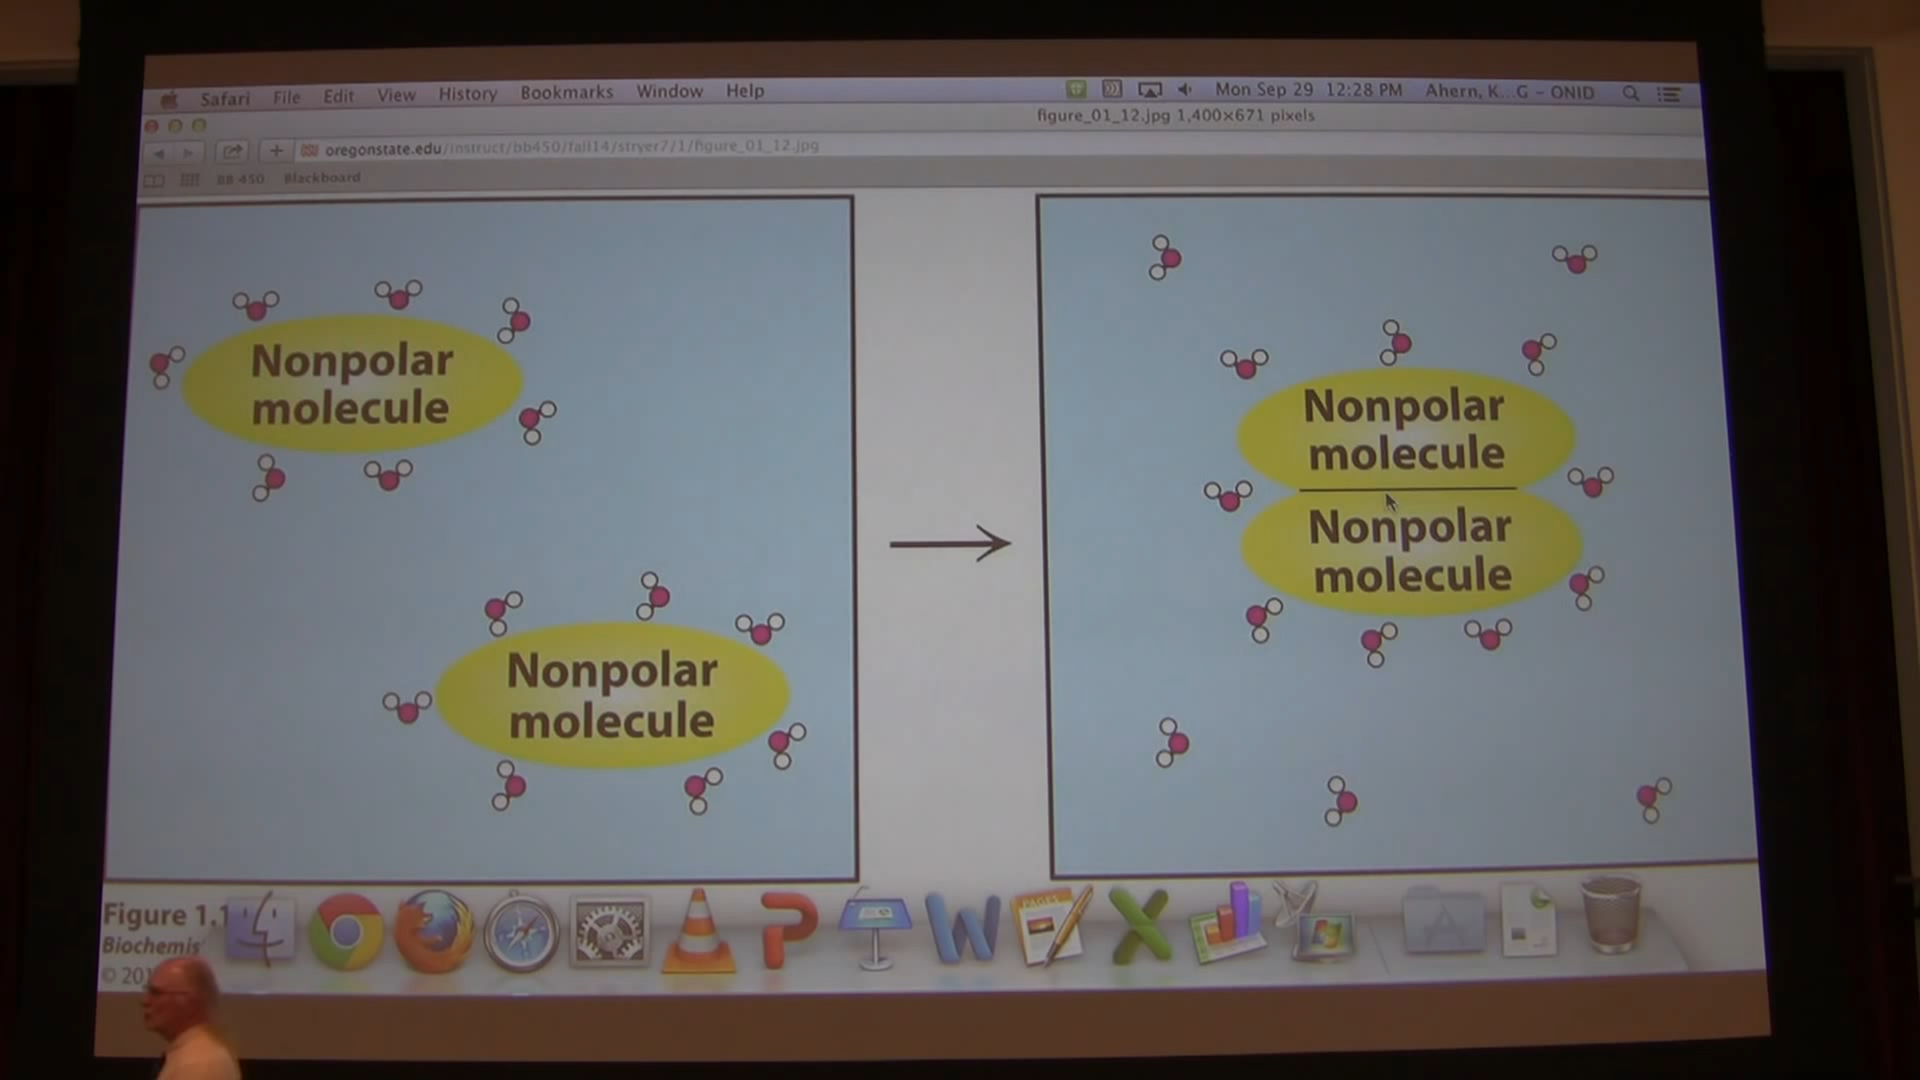 Safari File Edit View History Bookmarks Window Help Mon Sep 29 12:28 PM Ahern, K...G - ONID
figure_01_12.jpg 1,400×671 pixels
oregonstate.edu/instruct/bb450/fall14/stryer7/1/figure_01_12.jpg
BB 450 Blackboard
Nonpolar
molecule
Nonpolar
molecule
Nonpolar
molecule
Nonpolar
molecule
Figure 1.1
Biochemis
© 201
PAGES